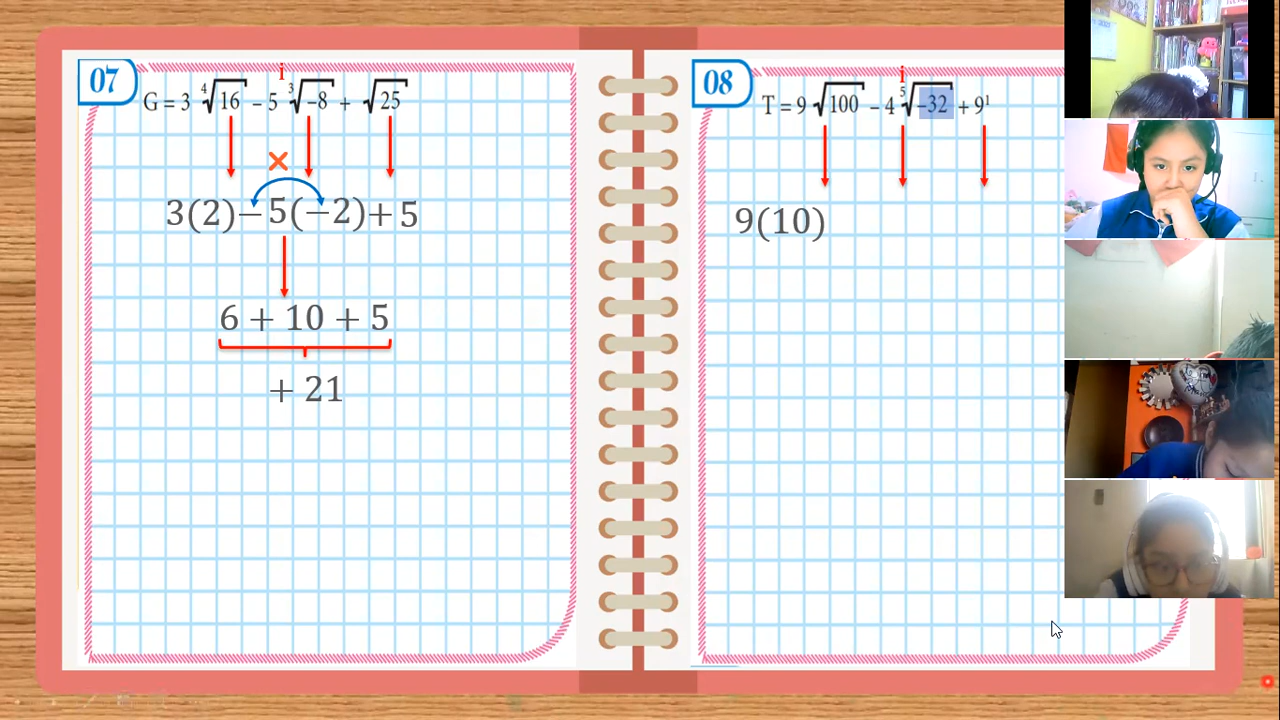 07
i
G = 3 ⁴√16 – 5 ³√–8 + √25
×
3(2)−5(−2)+5
6 + 10 + 5
+ 21
08
i
T = 9 √100 – 4 ⁵√–32 + 9¹
9(10)